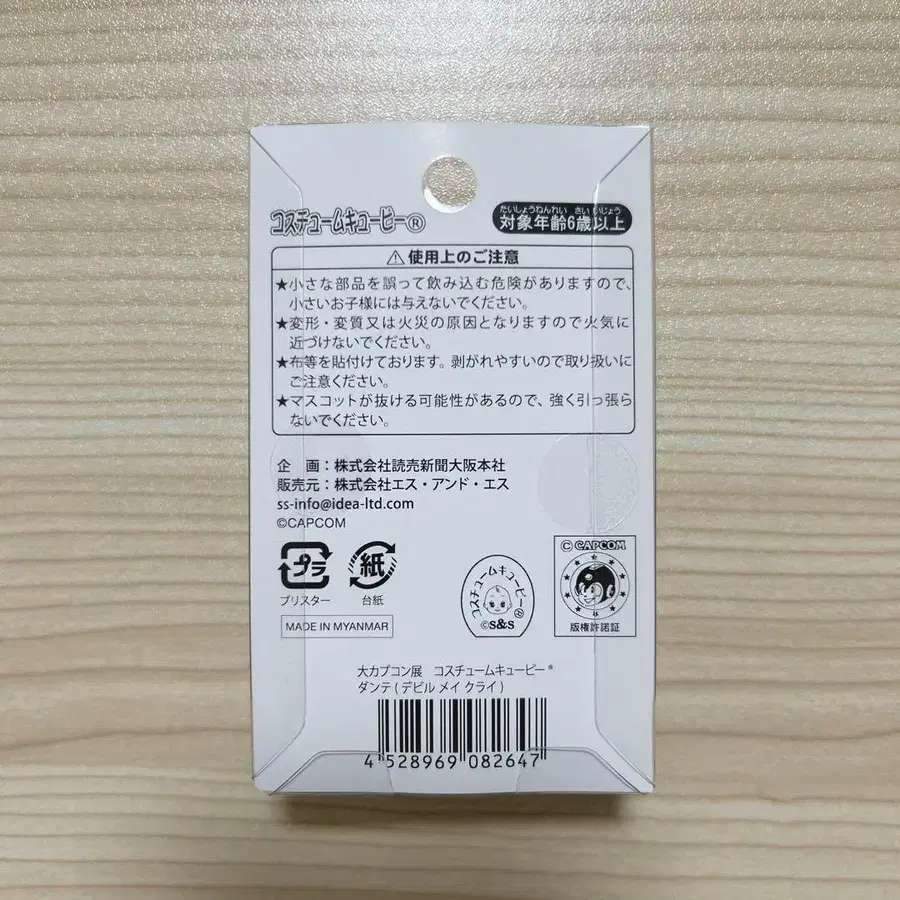 コスチュームキューピー®
だいしょうねんれい さい いじょう
対象年齢6歳以上
⚠使用上のご注意
★小さな部品を誤って飲み込む危険がありますので、
小さいお子様には与えないでください。
★変形・変質又は火災の原因となりますので火気に
近づけないでください。
★布等を貼付けております。剥がれやすいので取り扱いに
ご注意ください。
★マスコットが抜ける可能性があるので、強く引っ張ら
ないでください。
企 画：株式会社読売新聞大阪本社
販売元：株式会社エス・アンド・エス
ss-info@idea-ltd.com
©CAPCOM
プラ
ブリスター
紙
台紙
コスチュームキューピー®
©S&S
©CAPCOM
版権許諾証
MADE IN MYANMAR
大カプコン展 コスチュームキューピー®
ダンテ(デビル メイ クライ)
4 528969 082647